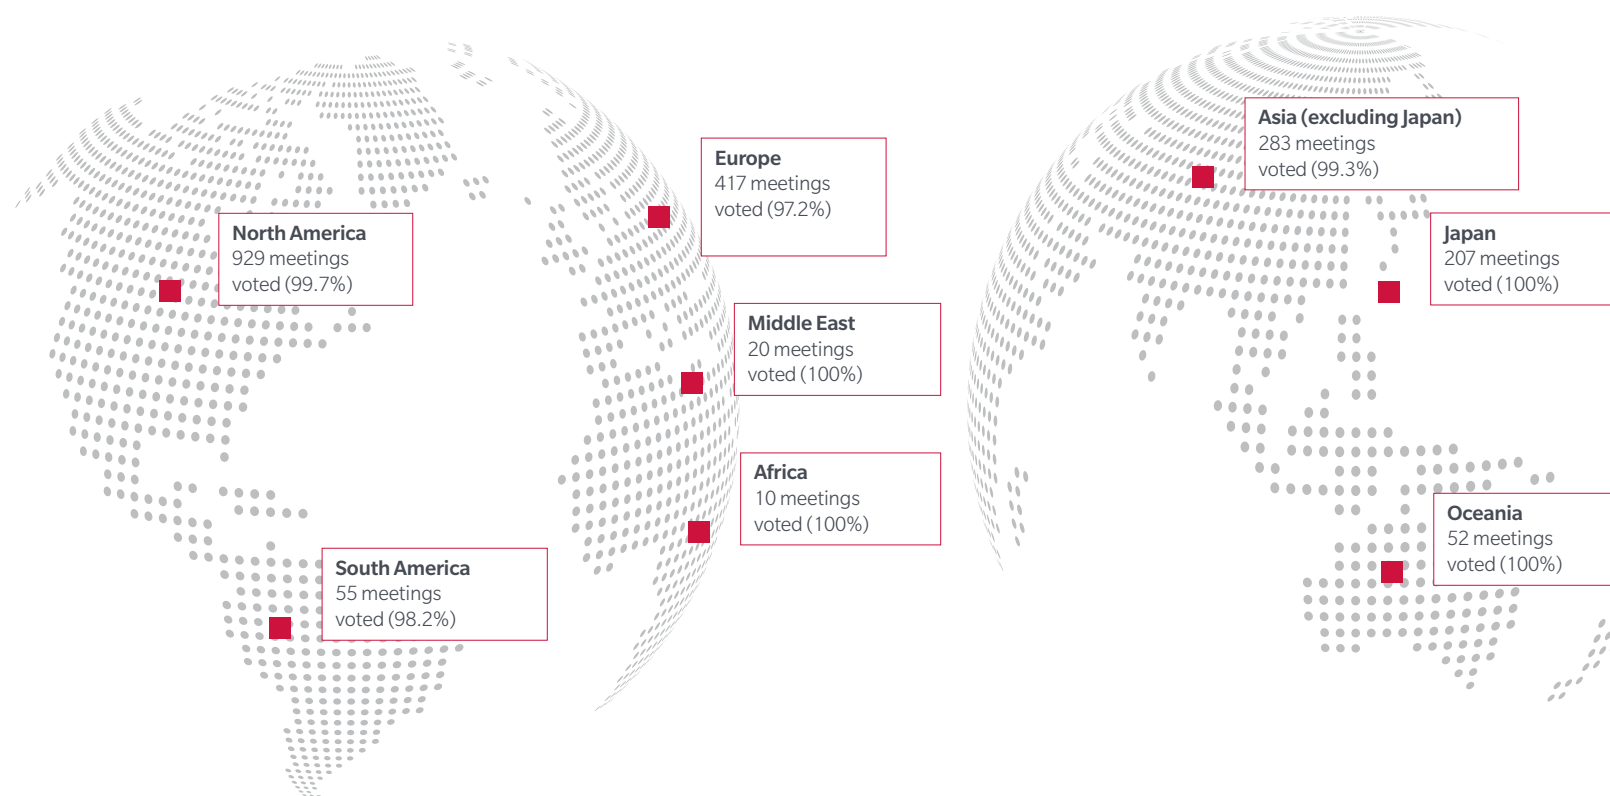 North America
929 meetings
voted (99.7%)
South America
55 meetings
voted (98.2%)
Europe
417 meetings
voted (97.2%)
Middle East
20 meetings
voted (100%)
Africa
10 meetings
voted (100%)
Asia (excluding Japan)
283 meetings
voted (99.3%)
Japan
207 meetings
voted (100%)
Oceania
52 meetings
voted (100%)